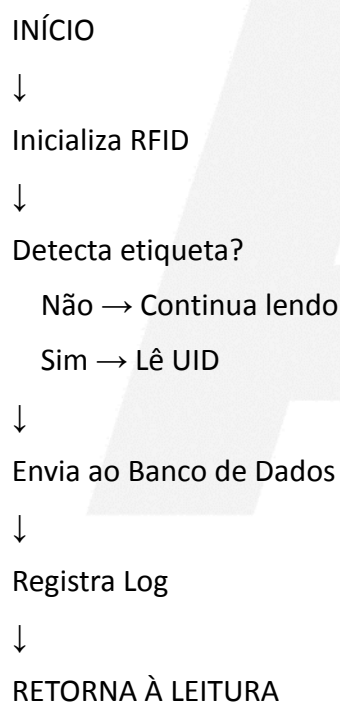 INÍCIO
↓
Inicializa RFID
↓
Detecta etiqueta?
Não → Continua lendo
Sim → Lê UID
↓
Envia ao Banco de Dados
↓
Registra Log
↓
RETORNA À LEITURA